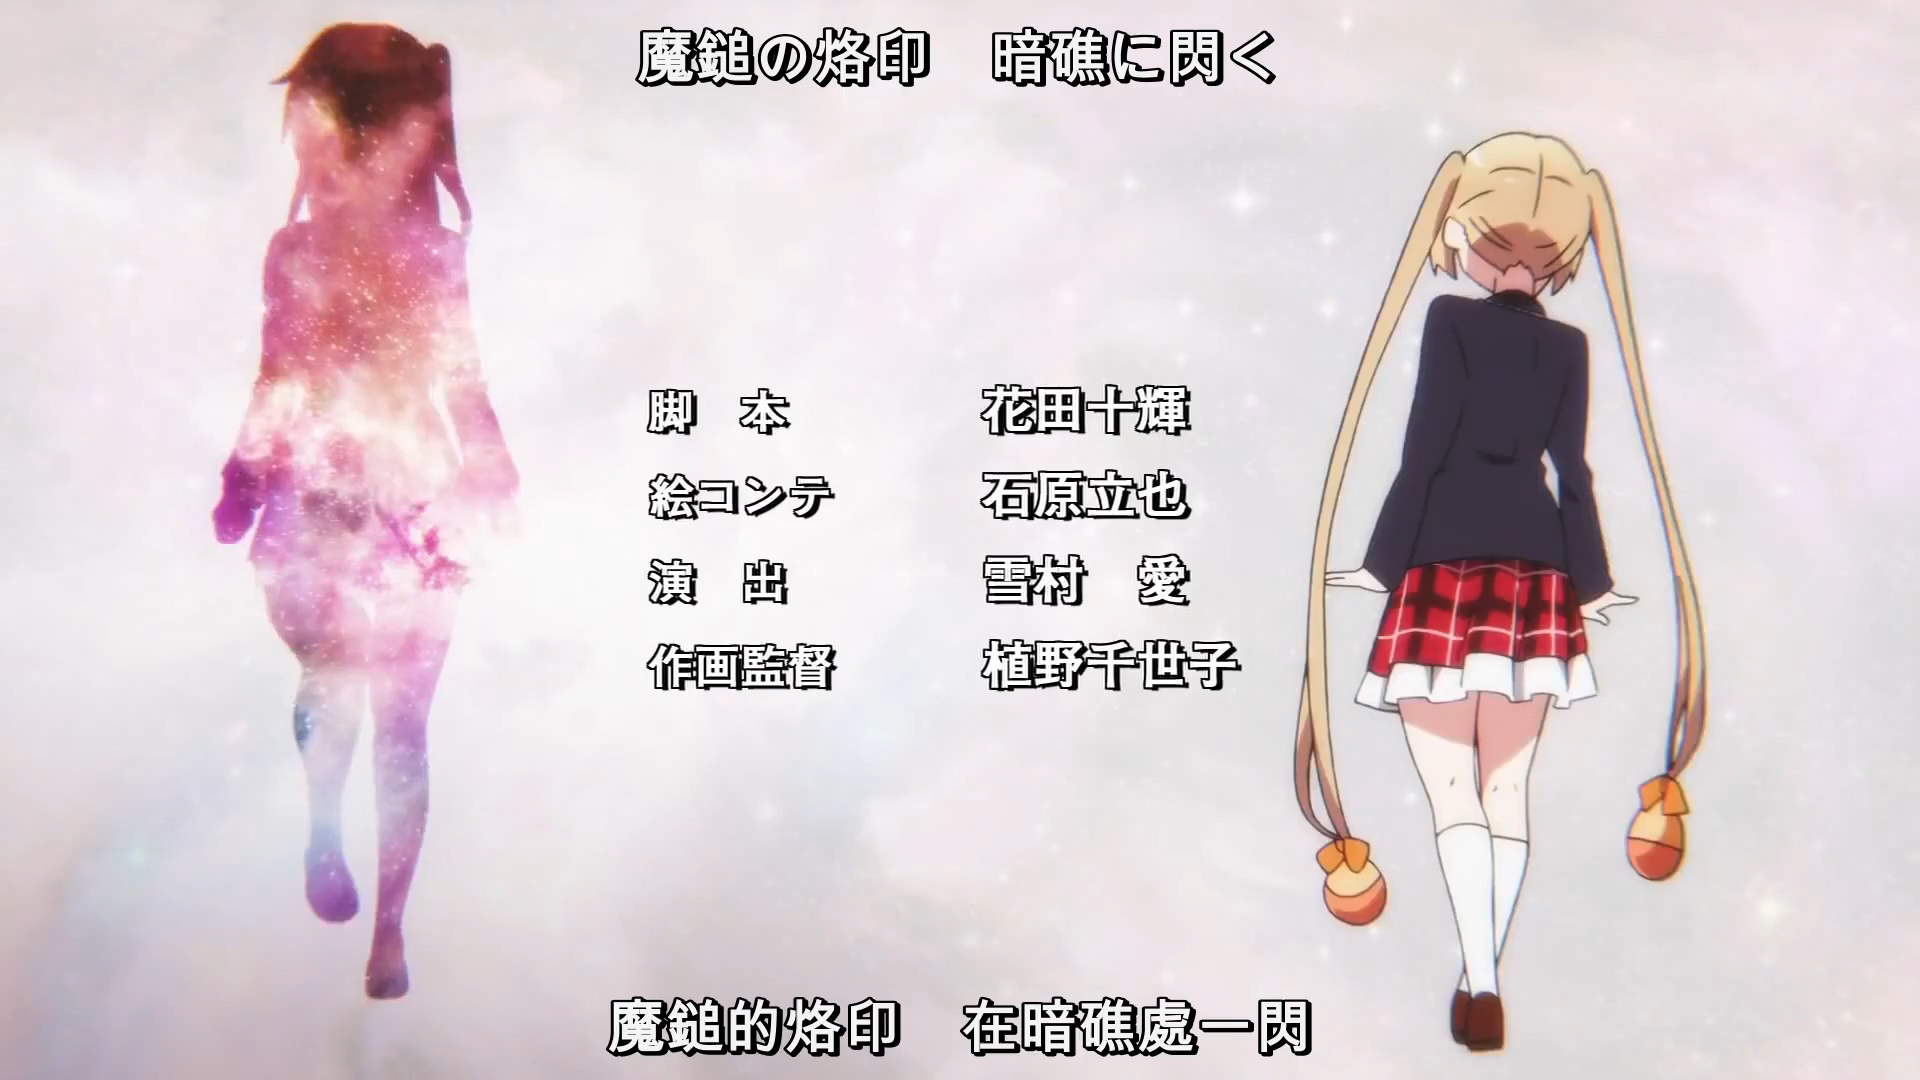 魔鎚の烙印　暗礁に閃く
脚　本　花田十輝
絵コンテ　石原立也
演　出　雪村　愛
作画監督　植野千世子
魔鎚的烙印　在暗礁處一閃